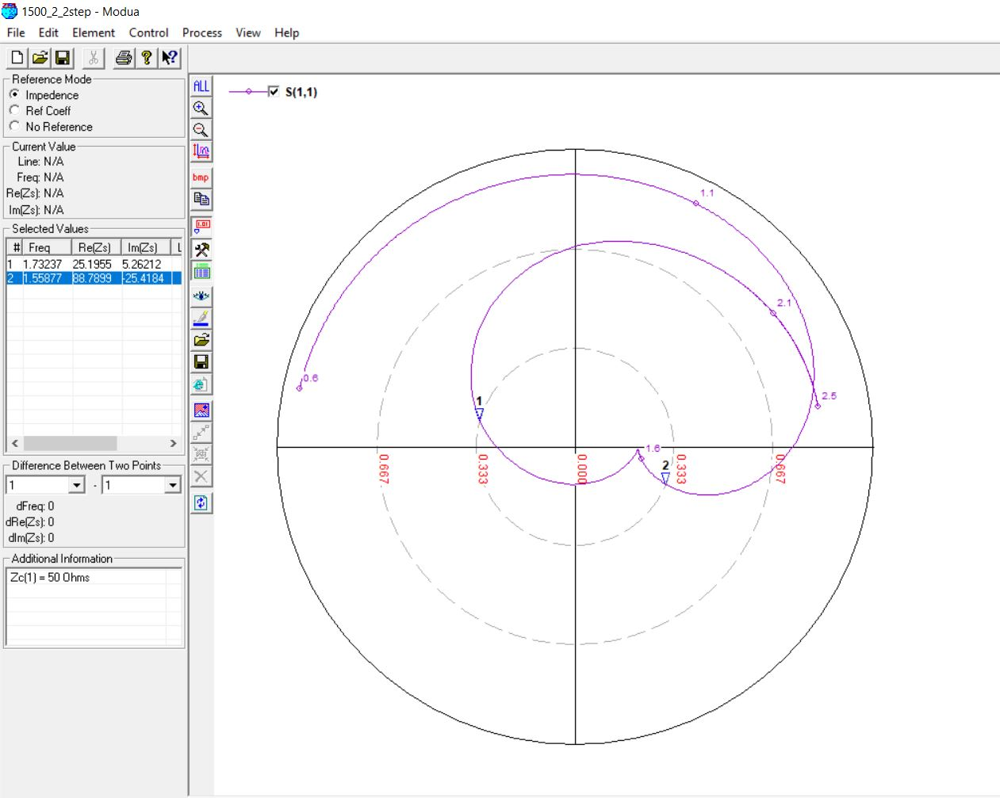 1500_2_2step - Modua
File Edit Element Control Process View Help
Reference Mode
Impedence
Ref Coeff
No Reference
Current Value
Line: N/A
Freq: N/A
Re(Zs): N/A
Im(Zs): N/A
Selected Values
# Freq Re(Zs) Im(Zs) L
1 1.73237 25.1955 5.26212
2 1.55877 88.7899 -25.4184
Difference Between Two Points
1 - 1
dFreq: 0
dRe(Zs): 0
dIm(Zs): 0
Additional Information
Zc(1) = 50 Ohms
ALL
bmp
1.01
S(1,1)
1.1
2.1
0.6
2.5
1
1.6
2
0.667
0.333
0.000
0.333
0.667